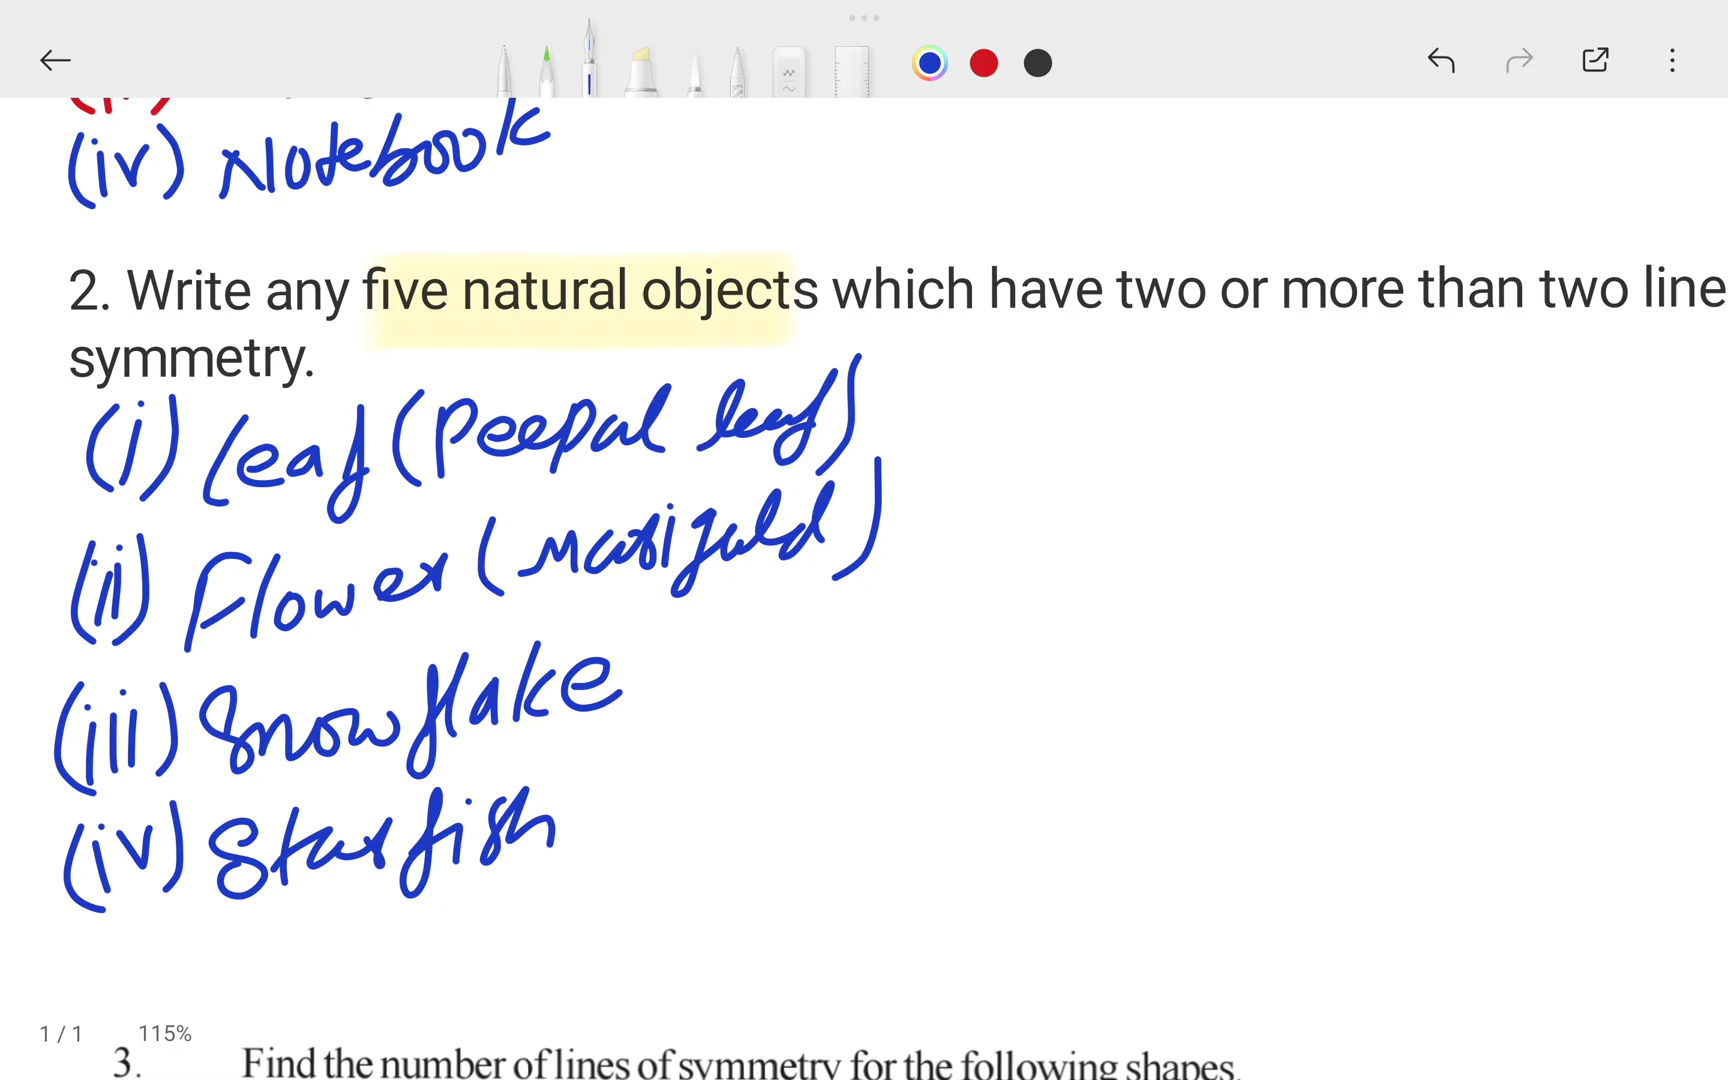 (iv) Notebook
2. Write any five natural objects which have two or more than two line
symmetry.
(i) Leaf (Peepal leaf)
(ii) Flower (Marigold)
(iii) Snowflake
(iv) Starfish
1 / 1 115%
3. Find the number of lines of symmetry for the following shapes.